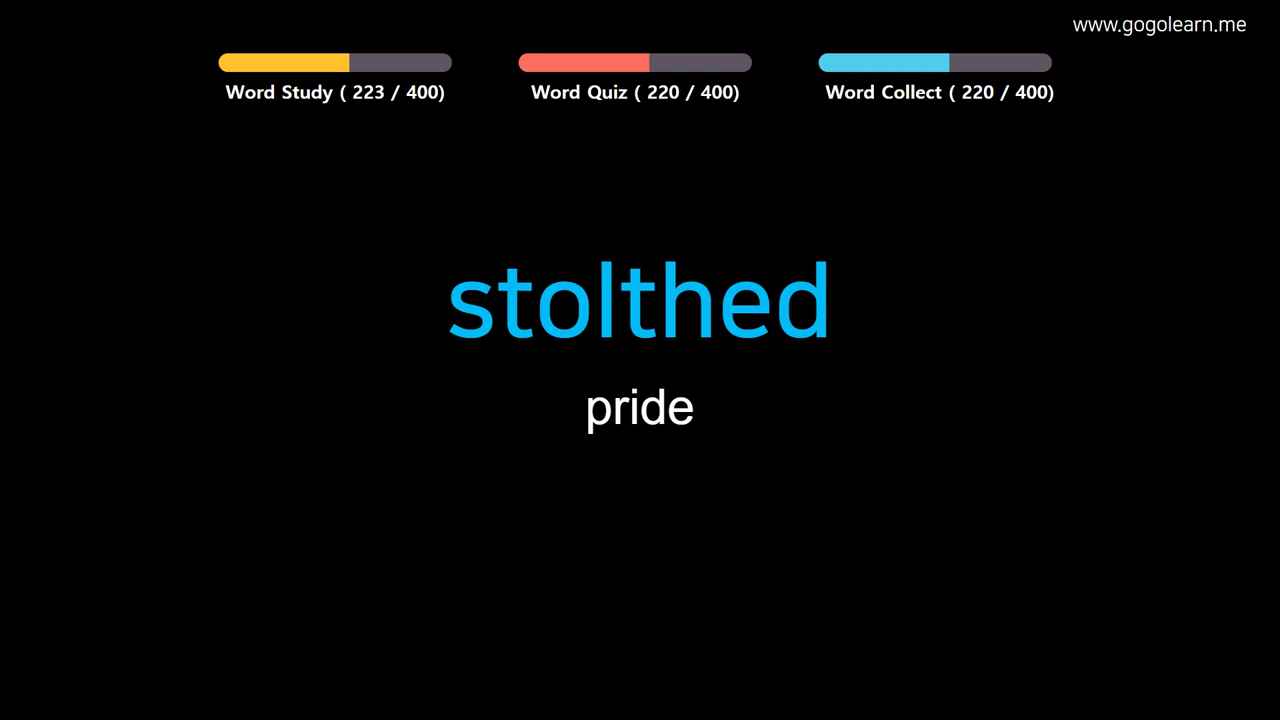 www.gogolearn.me
Word Study ( 223 / 400)
Word Quiz ( 220 / 400)
Word Collect ( 220 / 400)
stolthed
pride